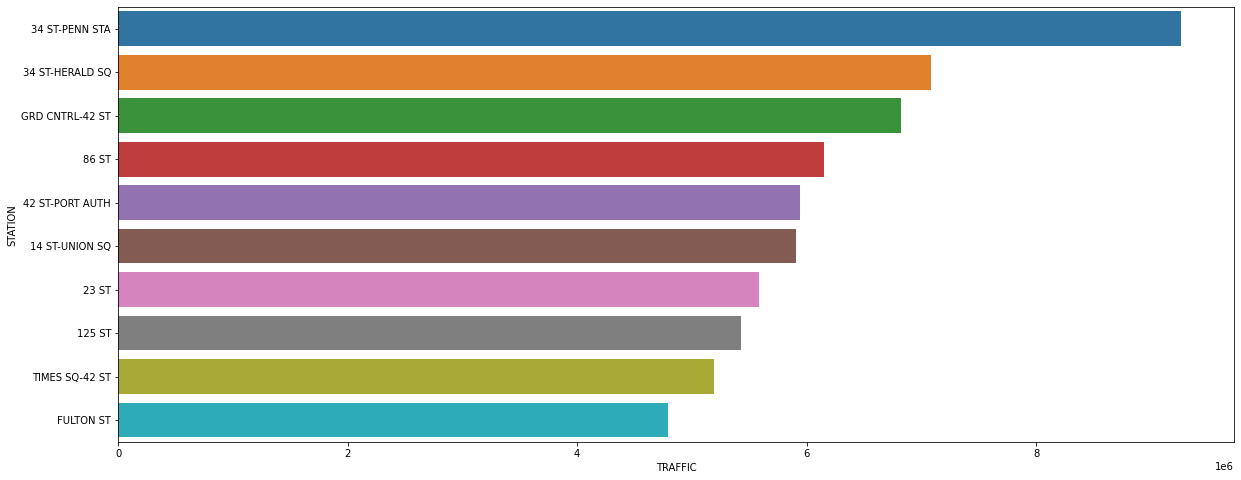 34 ST-PENN STA
34 ST-HERALD SQ
GRD CNTRL-42 ST
86 ST
42 ST-PORT AUTH
14 ST-UNION SQ
23 ST
125 ST
TIMES SQ-42 ST
FULTON ST
STATION
0 2 4 6 8
TRAFFIC
1e6